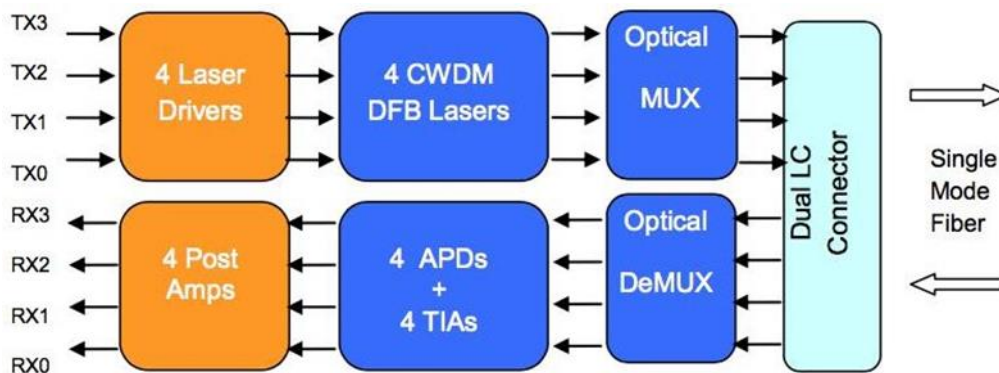 TX3
TX2
TX1
TX0
4 Laser
Drivers
4 CWDM
DFB Lasers
Optical
MUX
Dual LC
Connector
Single
Mode
Fiber
RX3
RX2
RX1
RX0
4 Post
Amps
4 APDs
+
4 TIAs
Optical
DeMUX